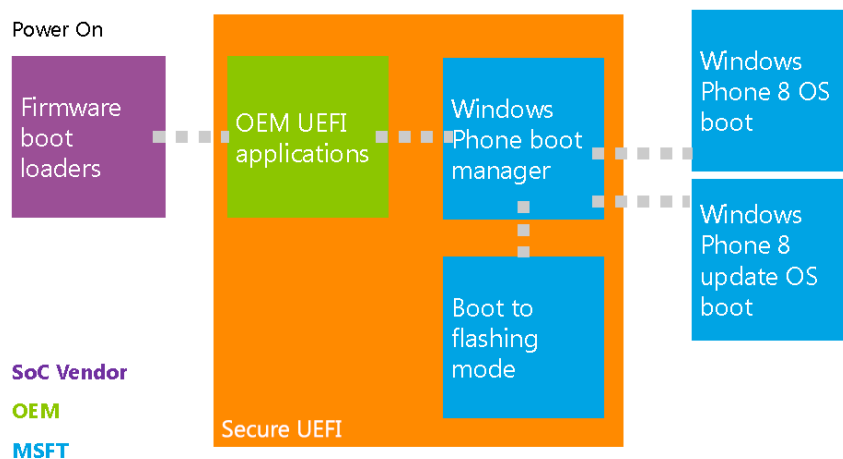 Power On
Firmware
boot
loaders
OEM UEFI
applications
Windows
Phone boot
manager
Windows
Phone 8 OS
boot
Windows
Phone 8
update OS
boot
Boot to
flashing
mode
Secure UEFI
SoC Vendor
OEM
MSFT